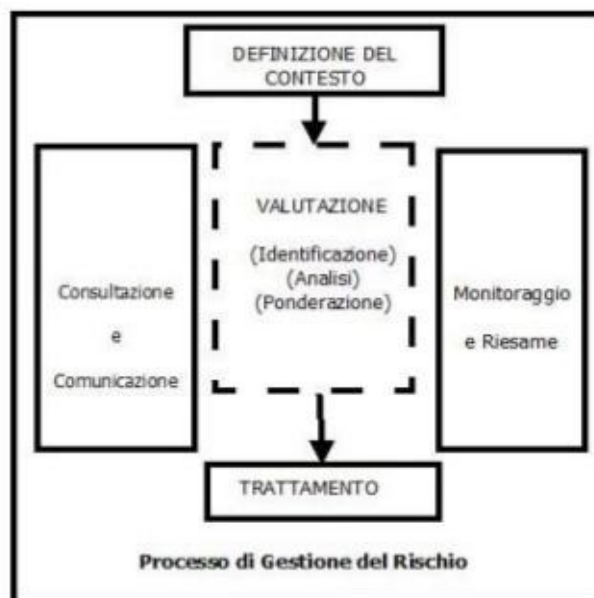 DEFINIZIONE DEL
CONTESTO
VALUTAZIONE
(Identificazione)
(Analisi)
(Ponderazione)
Consultazione
e
Comunicazione
Monitoraggio
e Riesame
TRATTAMENTO
Processo di Gestione del Rischio